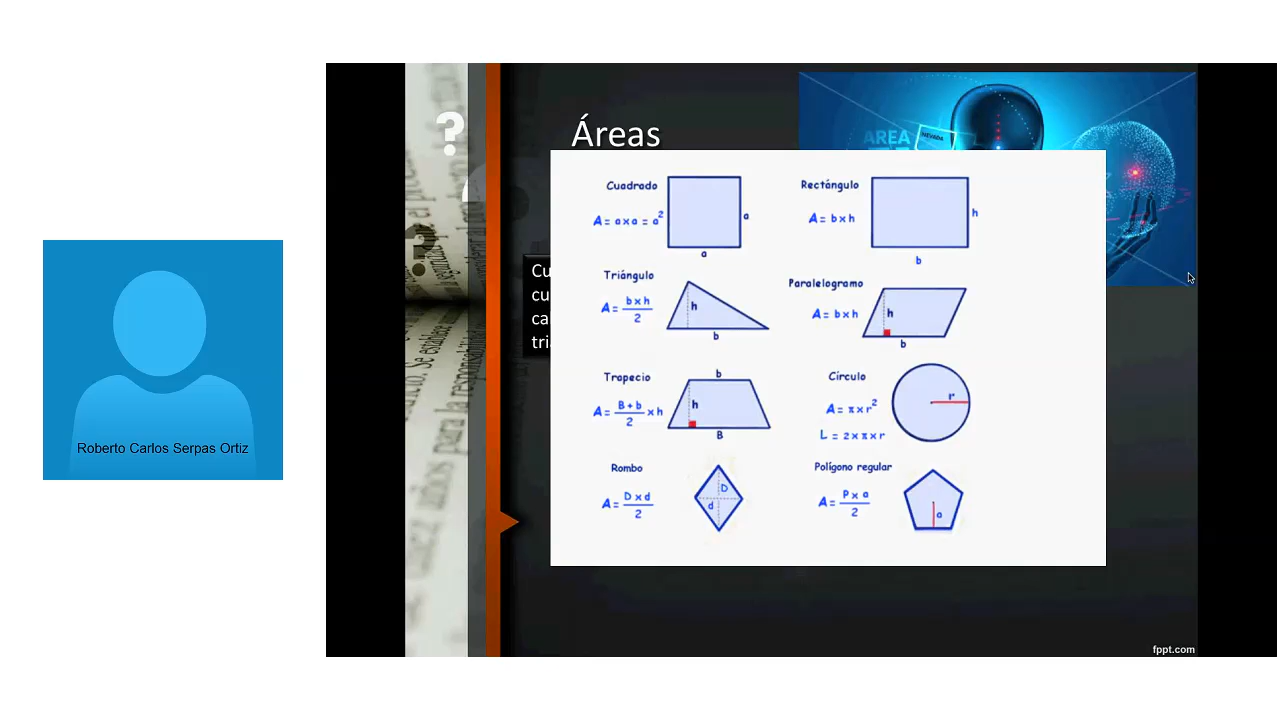 Roberto Carlos Serpas Ortiz
?
Áreas
AREA
NEVADA
?
Cuadrado
A = a x a = a²
a
a
Rectángulo
A = b x h
h
b
Triángulo
A = b x h / 2
h
b
Paralelogramo
A = b x h
h
b
Trapecio
A = B + b / 2 x h
b
h
B
Círculo
A = π x r²
L = 2 x π x r
r
Rombo
A = D x d / 2
D
d
Polígono regular
A = P x a / 2
a
Cu
cu
ca
tri
fppt.com